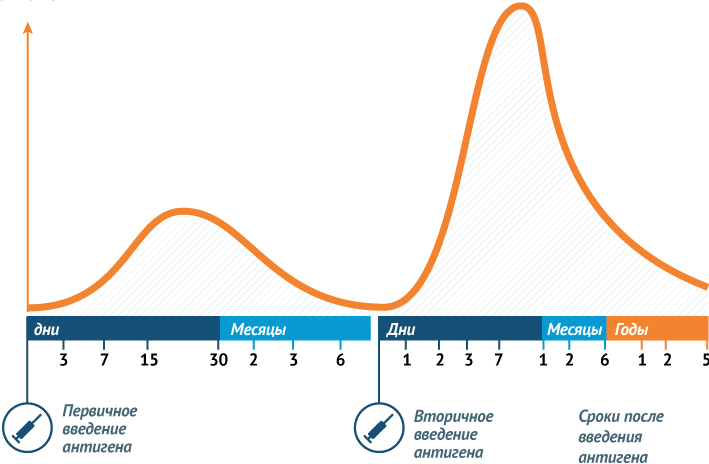 дни
Месяцы
Дни
Месяцы
Годы
3 7 15 30 2 3 6
1 2 3 7 1 2 6 1 2 5
Первичное
введение
антигена
Вторичное
введение
антигена
Сроки после
введения
антигена